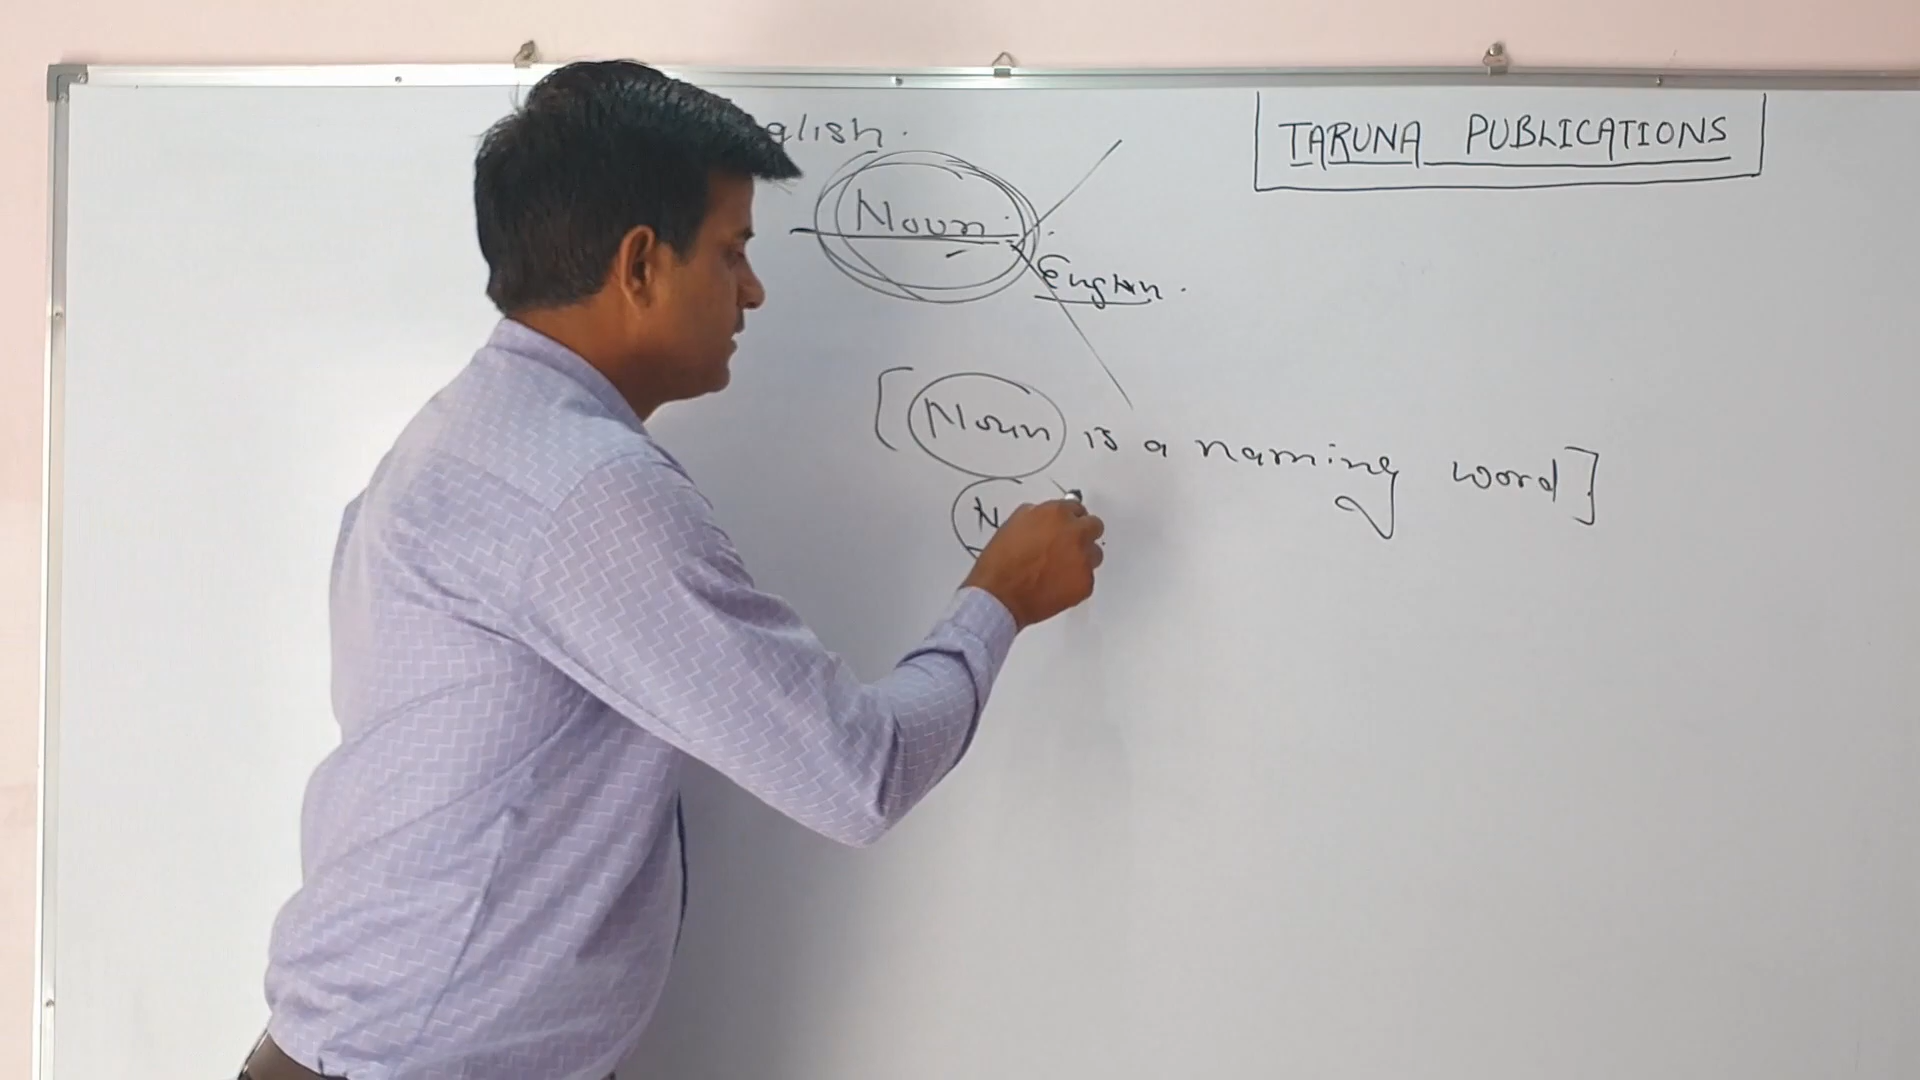 glish.
TARUNA PUBLICATIONS
Noun.
English.
[Noun is a naming word]
N